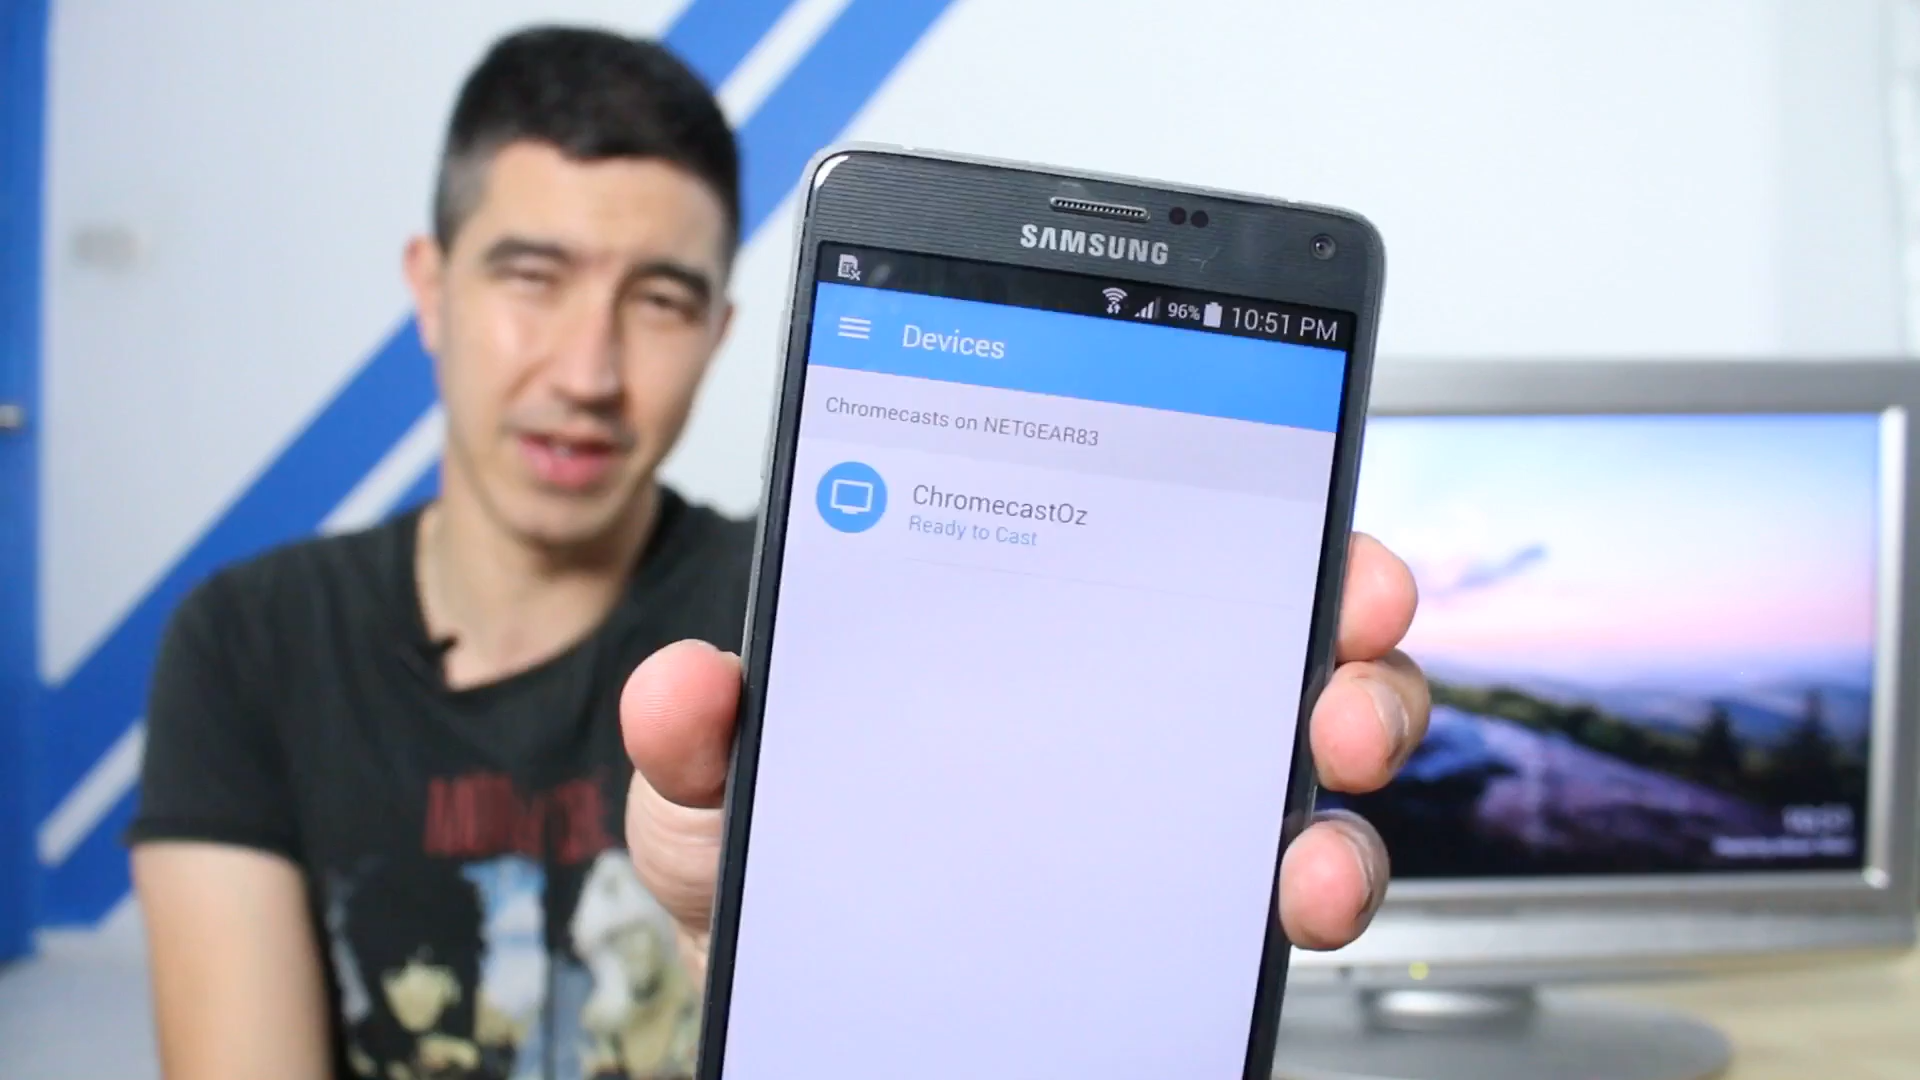 SAMSUNG
96% 10:51 PM
Devices
Chromecasts on NETGEAR83
ChromecastOz
Ready to Cast